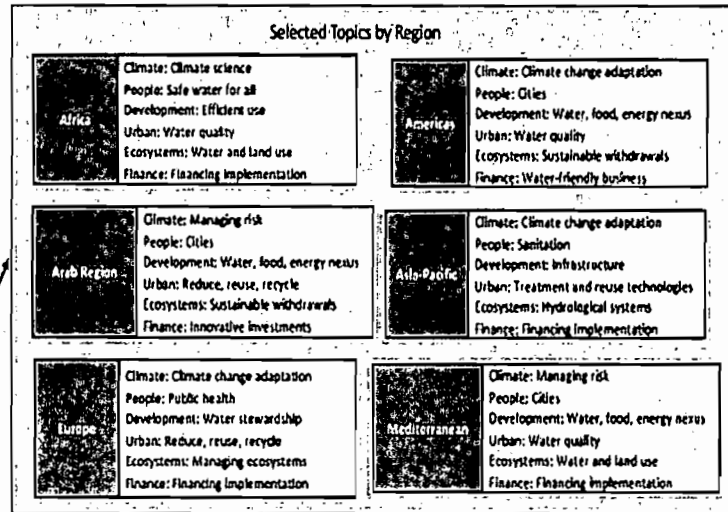 Selected Topics by Region
Africa
Climate: Climate science
People: Safe water for all
Development: Efficient use
Urban: Water quality
Ecosystems: Water and land use
Finance: Financing Implementation
Americas
Climate: Climate change adaptation
People: Cities
Development: Water, food, energy nexus
Urban: Water quality
Ecosystems: Sustainable withdrawals
Finance: Water-friendly business
Arab Region
Climate: Managing risk
People: Cities
Development: Water, food, energy nexus
Urban: Reduce, reuse, recycle
Ecosystems: Sustainable withdrawals
Finance: Innovative investments
Asia-Pacific
Climate: Climate change adaptation
People: Sanitation
Development: Infrastructure
Urban: Treatment and reuse technologies
Ecosystems: Hydrological systems
Finance: Financing Implementation
Europe
Climate: Climate change adaptation
People: Public health
Development: Water stewardship
Urban: Reduce, reuse, recycle
Ecosystems: Managing ecosystems
Finance: Financing Implementation
Mediterranean
Climate: Managing risk
People: Cities
Development: Water, food, energy nexus
Urban: Water quality
Ecosystems: Water and land use
Finance: Financing Implementation